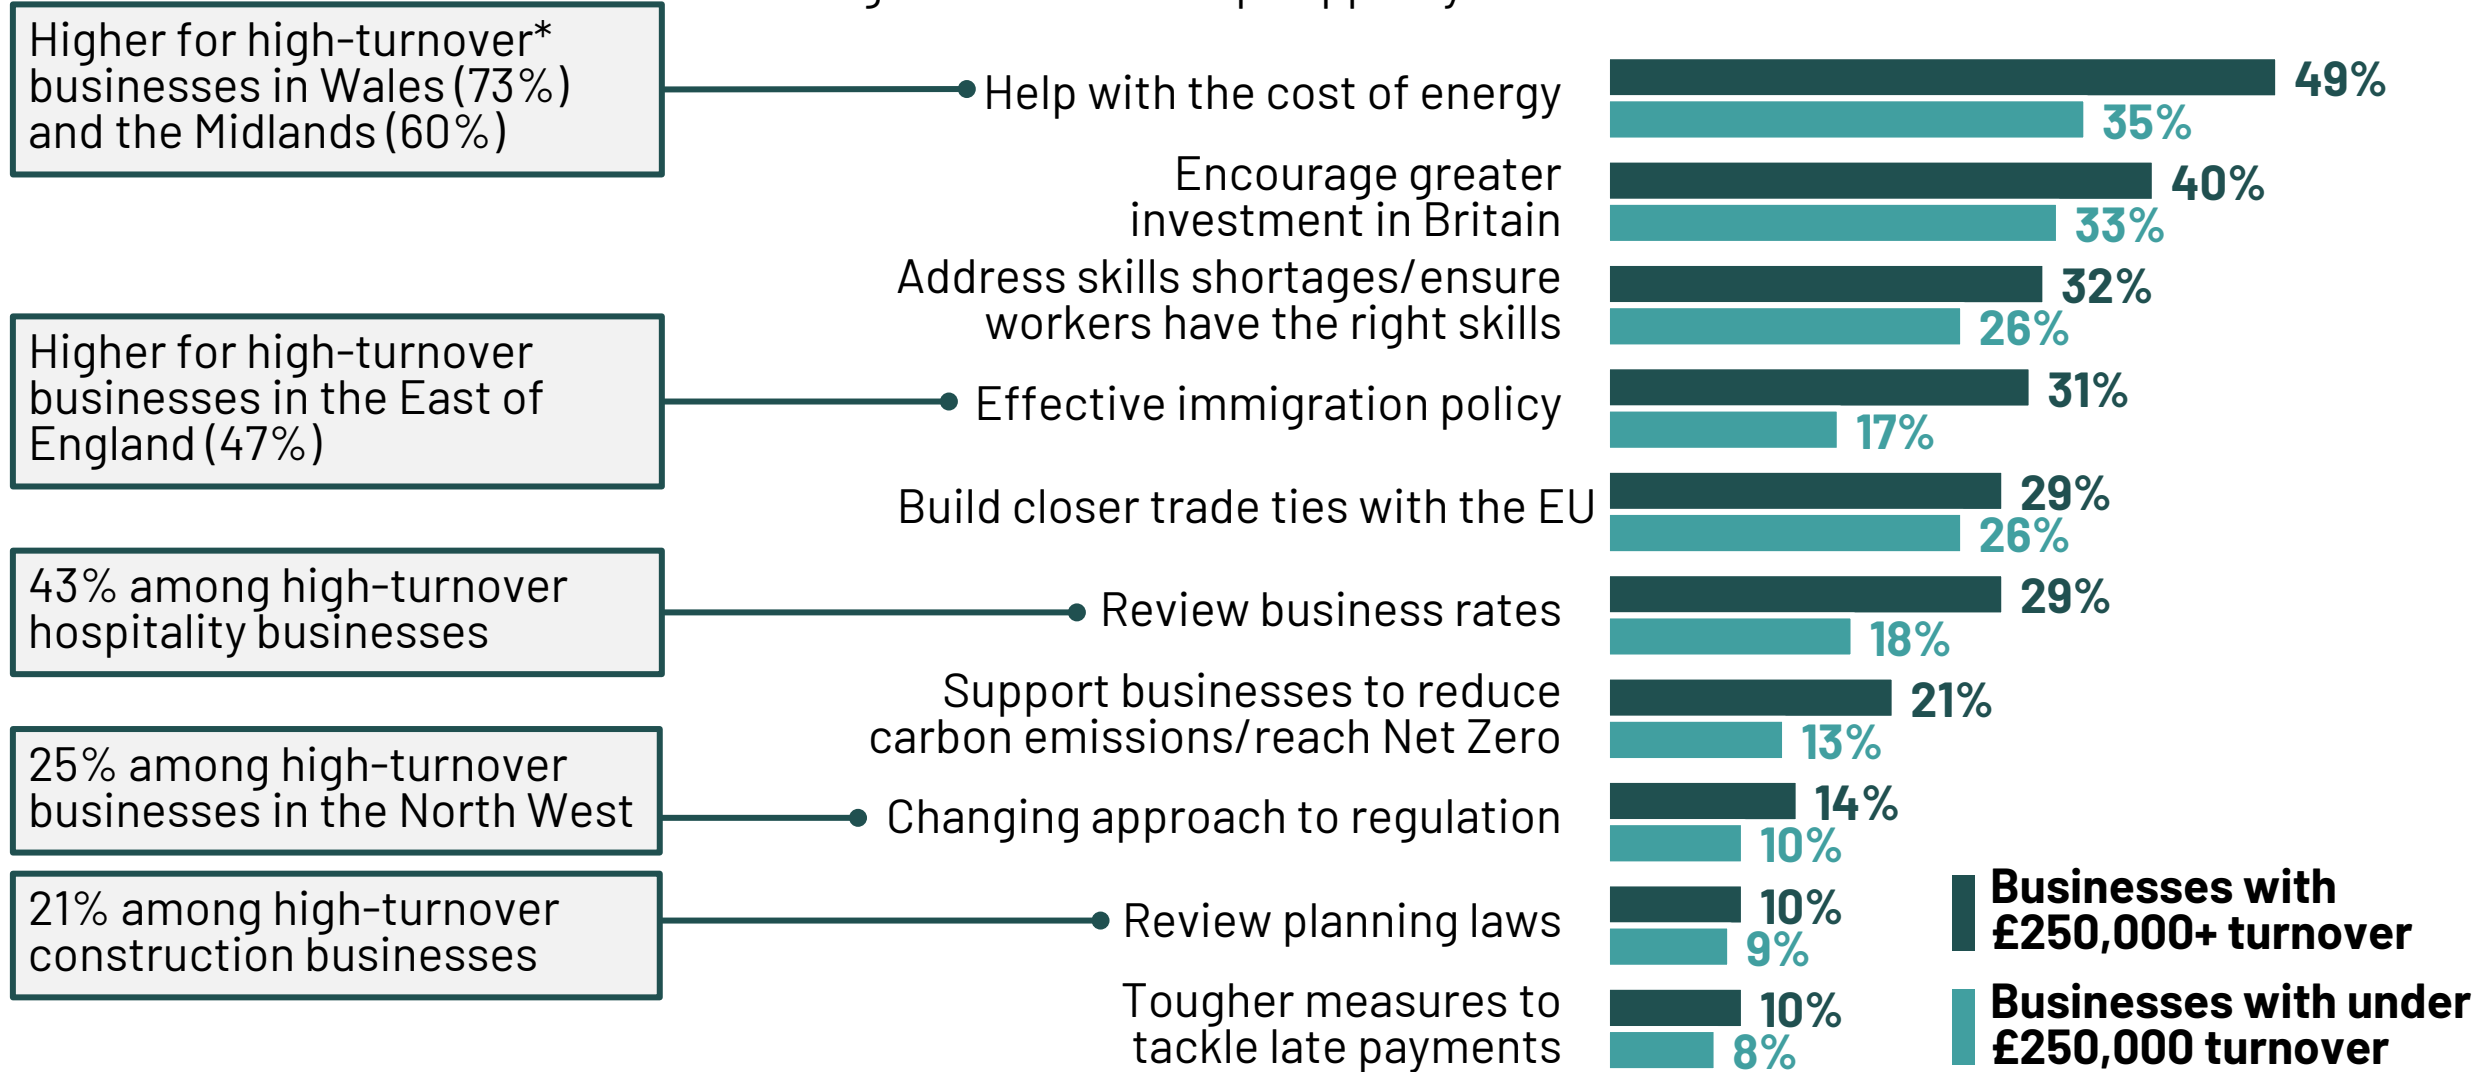 Higher for high-turnover*
businesses in Wales (73%)
and the Midlands (60%)
Help with the cost of energy
49%
35%
Encourage greater
investment in Britain
40%
33%
Address skills shortages/ensure
workers have the right skills
32%
26%
Higher for high-turnover
businesses in the East of
England (47%)
Effective immigration policy
31%
17%
Build closer trade ties with the EU
29%
26%
43% among high-turnover
hospitality businesses
Review business rates
29%
18%
Support businesses to reduce
carbon emissions/reach Net Zero
21%
13%
25% among high-turnover
businesses in the North West
Changing approach to regulation
14%
10%
21% among high-turnover
construction businesses
Review planning laws
10%
9%
Tougher measures to
tackle late payments
10%
8%
Businesses with
£250,000+ turnover
Businesses with under
£250,000 turnover